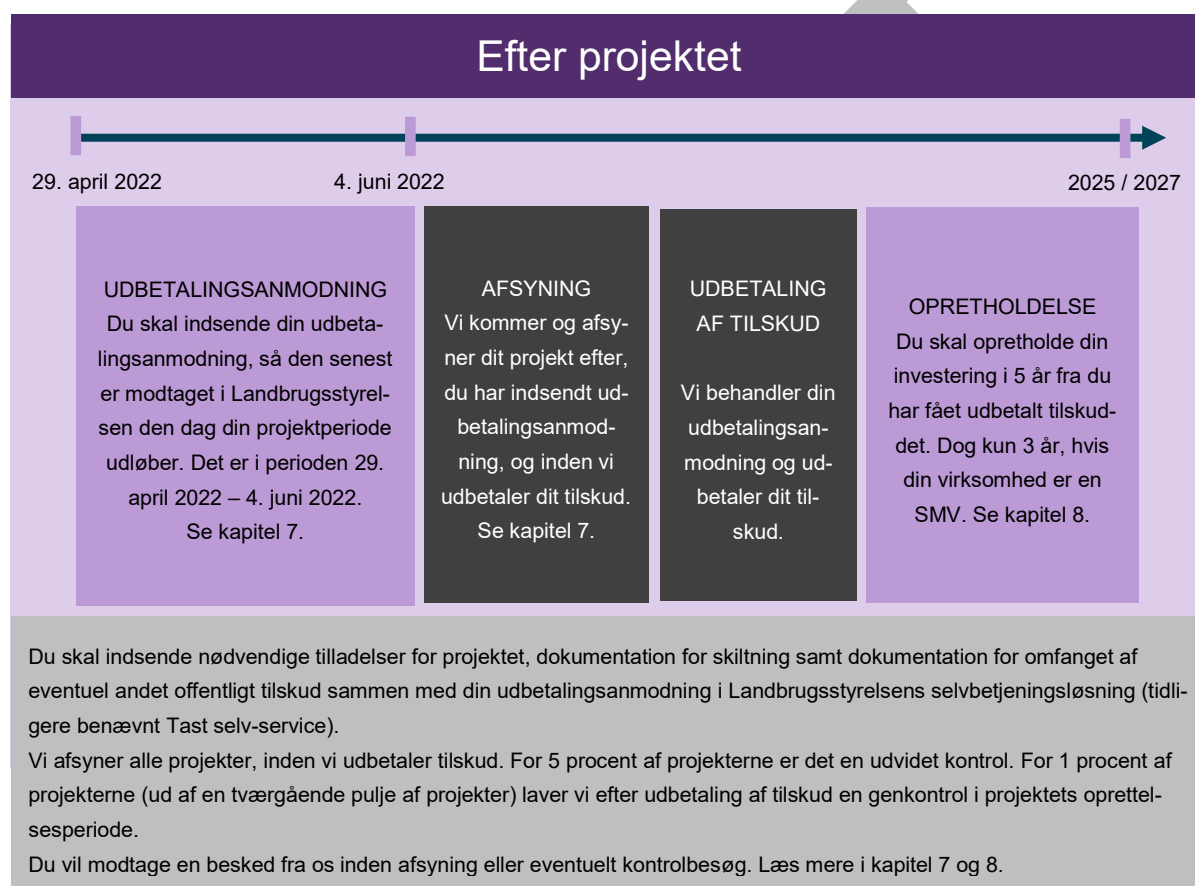 Efter projektet
29. april 2022
4. juni 2022
2025 / 2027
UDBETALINGSANMODNING
Du skal indsende din udbeta-
lingsanmodning, så den senest
er modtaget i Landbrugsstyrel-
sen den dag din projektperiode
udløber. Det er i perioden 29.
april 2022 – 4. juni 2022.
Se kapitel 7.
AFSYNING
Vi kommer og afsy-
ner dit projekt efter,
du har indsendt ud-
betalingsanmod-
ning, og inden vi
udbetaler dit tilskud.
Se kapitel 7.
UDBETALING
AF TILSKUD
Vi behandler din
udbetalingsan-
modning og ud-
betaler dit til-
skud.
OPRETHOLDELSE
Du skal opretholde din
investering i 5 år fra du
har fået udbetalt tilskud-
det. Dog kun 3 år, hvis
din virksomhed er en
SMV. Se kapitel 8.
Du skal indsende nødvendige tilladelser for projektet, dokumentation for skiltning samt dokumentation for omfanget af
eventuel andet offentligt tilskud sammen med din udbetalingsanmodning i Landbrugsstyrelsens selvbetjeningsløsning (tidli-
gere benævnt Tast selv-service).
Vi afsyner alle projekter, inden vi udbetaler tilskud. For 5 procent af projekterne er det en udvidet kontrol. For 1 procent af
projekterne (ud af en tværgående pulje af projekter) laver vi efter udbetaling af tilskud en genkontrol i projektets oprettel-
sesperiode.
Du vil modtage en besked fra os inden afsyning eller eventuelt kontrolbesøg. Læs mere i kapitel 7 og 8.